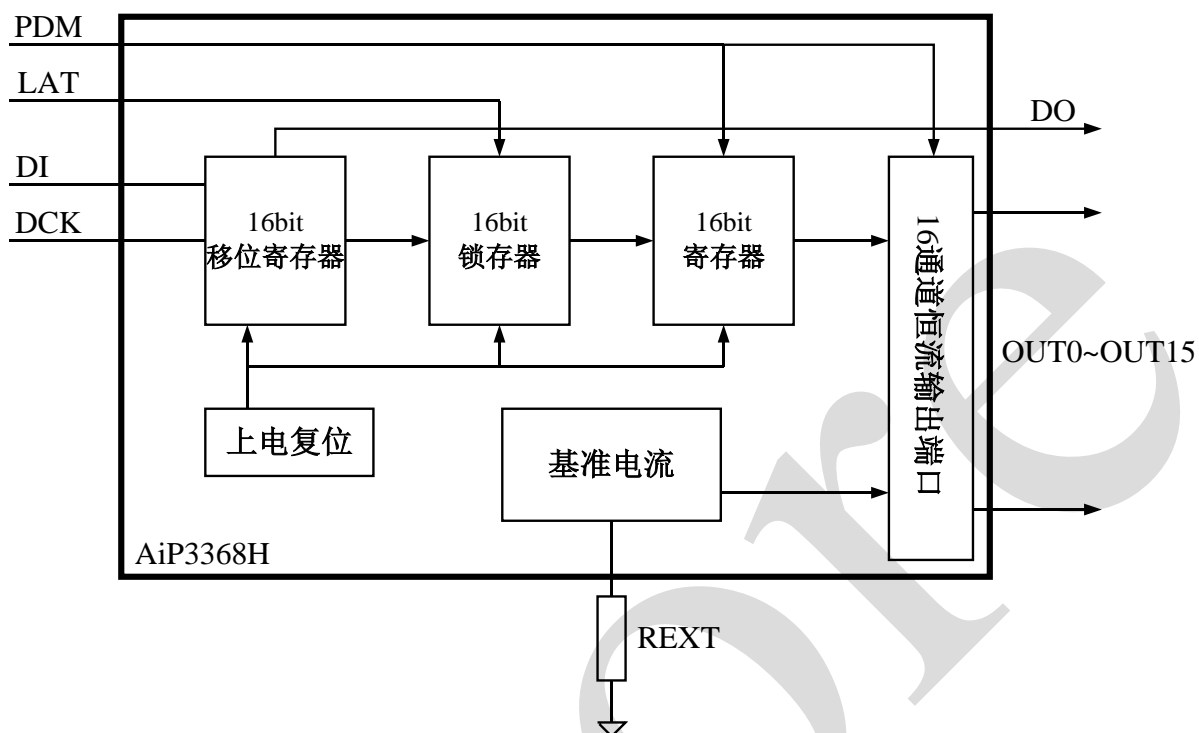 PDM
LAT
DO
DI
DCK
16bit
移位寄存器
16bit
锁存器
16bit
寄存器
16通道恒流输出端口
OUT0~OUT15
上电复位
基准电流
AiP3368H
REXT
ore